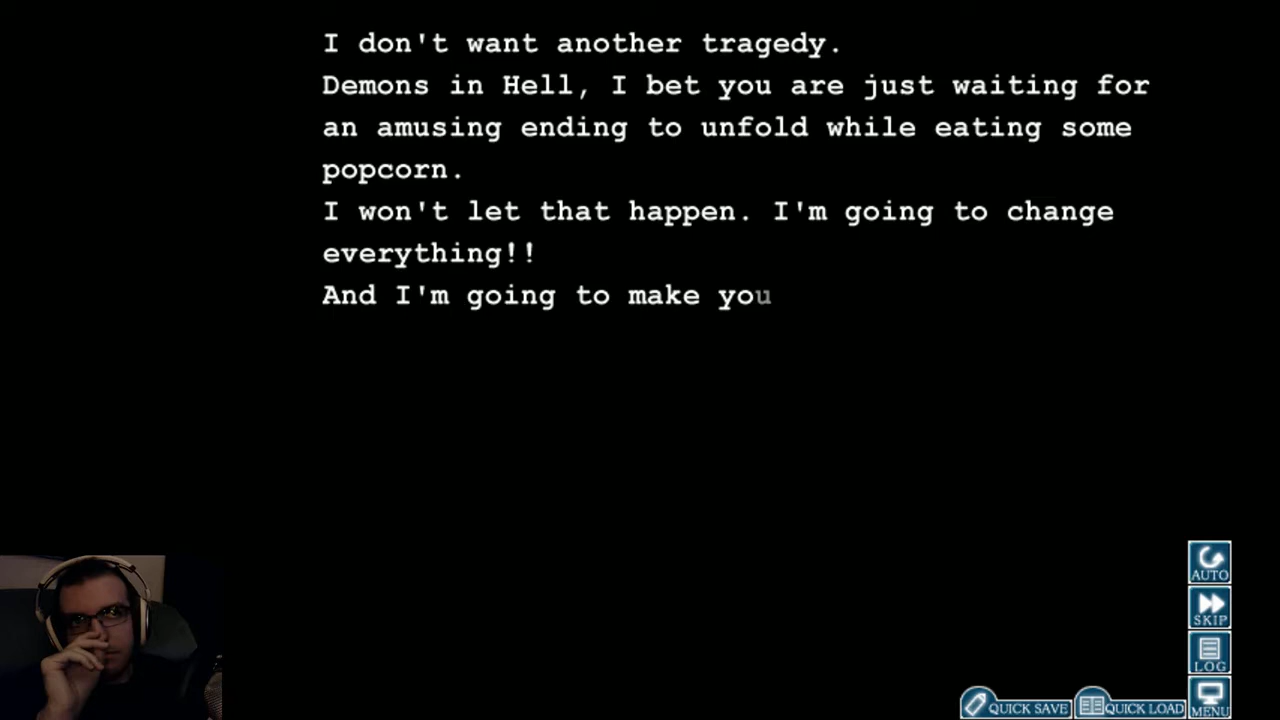 I don't want another tragedy.
Demons in Hell, I bet you are just waiting for
an amusing ending to unfold while eating some
popcorn.
I won't let that happen. I'm going to change
everything!!
And I'm going to make you
AUTO
SKIP
LOG
MENU
QUICK SAVE
QUICK LOAD